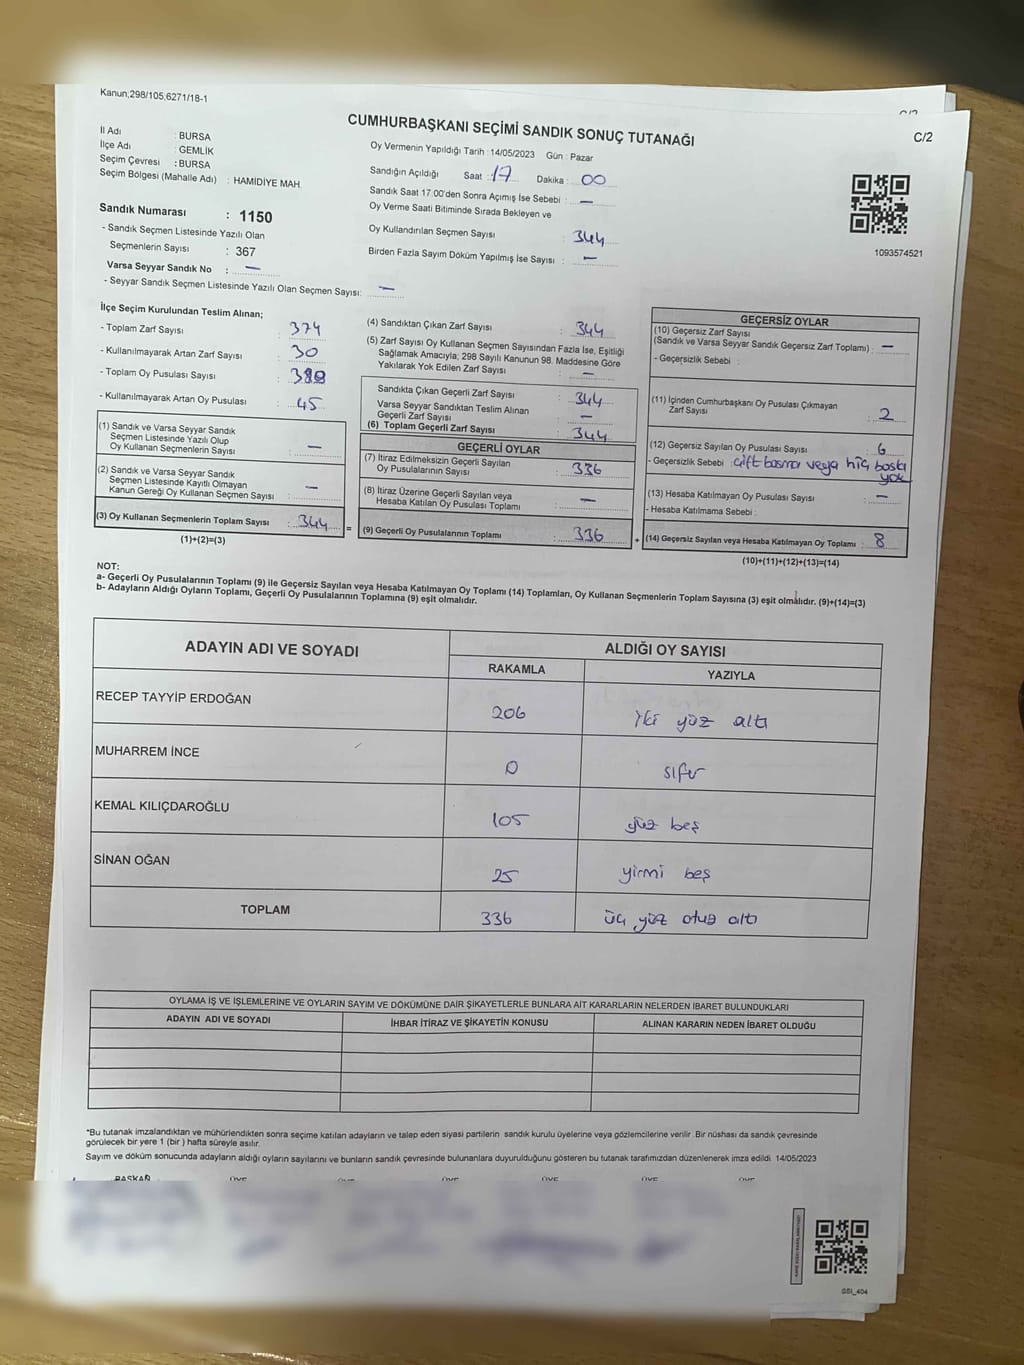 Kanun;298/105,6271/18-1
C/2
CUMHURBAŞKANI SEÇİMİ SANDIK SONUÇ TUTANAĞI
C/2
İl Adı : BURSA
İlçe Adı : GEMLİK
Seçim Çevresi : BURSA
Seçim Bölgesi (Mahalle Adı) : HAMİDİYE MAH.
Oy Vermenin Yapıldığı Tarih : 14/05/2023 Gün : Pazar
Sandığın Açıldığı Saat : 17 Dakika : 00
Sandık Saat 17:00'den Sonra Açımış İse Sebebi : —
Oy Verme Saati Bitiminde Sırada Bekleyen ve
Oy Kullandırılan Seçmen Sayısı 344
Birden Fazla Sayım Döküm Yapılmış İse Sayısı : —
1093574521
Sandık Numarası : 1150
- Sandık Seçmen Listesinde Yazılı Olan
Seçmenlerin Sayısı : 367
Varsa Seyyar Sandık No : —
- Seyyar Sandık Seçmen Listesinde Yazılı Olan Seçmen Sayısı: —
İlçe Seçim Kurulundan Teslim Alınan;
- Toplam Zarf Sayısı : 374
- Kullanılmayarak Artan Zarf Sayısı : 30
- Toplam Oy Pusulası Sayısı :
- Kullanılmayarak Artan Oy Pusulası : 45
(1) Sandık ve Varsa Seyyar Sandık
Seçmen Listesinde Yazılı Olup
Oy Kullanan Seçmenlerin Sayısı : —
(2) Sandık ve Varsa Seyyar Sandık
Seçmen Listesinde Kayıtlı Olmayan
Kanun Gereği Oy Kullanan Seçmen Sayısı : —
(3) Oy Kullanan Seçmenlerin Toplam Sayısı : 344 =
(1)+(2)=(3)
(4) Sandıktan Çıkan Zarf Sayısı : 344
(5) Zarf Sayısı Oy Kullanan Seçmen Sayısından Fazla İse, Eşitliği
Sağlamak Amacıyla; 298 Sayılı Kanunun 98. Maddesine Göre
Yakılarak Yok Edilen Zarf Sayısı : —
Sandıkta Çıkan Geçerli Zarf Sayısı : 344
Varsa Seyyar Sandıktan Teslim Alınan
Geçerli Zarf Sayısı : —
(6) Toplam Geçerli Zarf Sayısı : 344
GEÇERLİ OYLAR
(7) İtiraz Edilmeksizin Geçerli Sayılan
Oy Pusulalarının Sayısı : 336
(8) İtiraz Üzerine Geçerli Sayılan veya
Hesaba Katılan Oy Pusulası Toplamı : —
(9) Geçerli Oy Pusulalarının Toplamı : 336 +
GEÇERSİZ OYLAR
(10) Geçersiz Zarf Sayısı
(Sandık ve Varsa Seyyar Sandık Geçersiz Zarf Toplamı) : —
- Geçersizlik Sebebi :
(11) İçinden Cumhurbaşkanı Oy Pusulası Çıkmayan
Zarf Sayısı : 2
(12) Geçersiz Sayılan Oy Pusulası Sayısı : 6
- Geçersizlik Sebebi : çift basma veya hiç baskı
yok
(13) Hesaba Katılmayan Oy Pusulası Sayısı : —
- Hesaba Katılmama Sebebi :
(14) Geçersiz Sayılan veya Hesaba Katılmayan Oy Toplamı : 8
(10)+(11)+(12)+(13)=(14)
NOT:
a- Geçerli Oy Pusulalarının Toplamı (9) ile Geçersiz Sayılan veya Hesaba Katılmayan Oy Toplamı (14) Toplamları, Oy Kullanan Seçmenlerin Toplam Sayısına (3) eşit olmalıdır. (9)+(14)=(3)
b- Adayların Aldığı Oyların Toplamı, Geçerli Oy Pusulalarının Toplamına (9) eşit olmalıdır.
ADAYIN ADI VE SOYADI
ALDIĞI OY SAYISI
RAKAMLA YAZIYLA
RECEP TAYYİP ERDOĞAN 206 İki yüz altı
MUHARREM İNCE 0 sıfır
KEMAL KILIÇDAROĞLU 105 yüz beş
SİNAN OĞAN 25 yirmi beş
TOPLAM 336 üç yüz otuz altı
OYLAMA İŞ VE İŞLEMLERİNE VE OYLARIN SAYIM VE DÖKÜMÜNE DAİR ŞİKAYETLERLE BUNLARA AİT KARARLARIN NELERDEN İBARET BULUNDUKLARI
ADAYIN ADI VE SOYADI İHBAR İTİRAZ VE ŞİKAYETİN KONUSU ALINAN KARARIN NEDEN İBARET OLDUĞU
*Bu tutanak imzalandıktan ve mühürlendikten sonra seçime katılan adayların ve talep eden siyasi partilerin sandık kurulu üyelerine veya gözlemcilerine verilir. Bir nüshası da sandık çevresinde
görülecek bir yere 1 (bir ) hafta süreyle asılır.
Sayım ve döküm sonucunda adayların aldığı oyların sayılarını ve bunların sandık çevresinde bulunanlara duyurulduğunu gösteren bu tutanak tarafımızdan düzenlenerek imza edildi. 14/05/2023
BAŞKAN ÜYE ÜYE ÜYE ÜYE ÜYE ÜYE
GSI_404